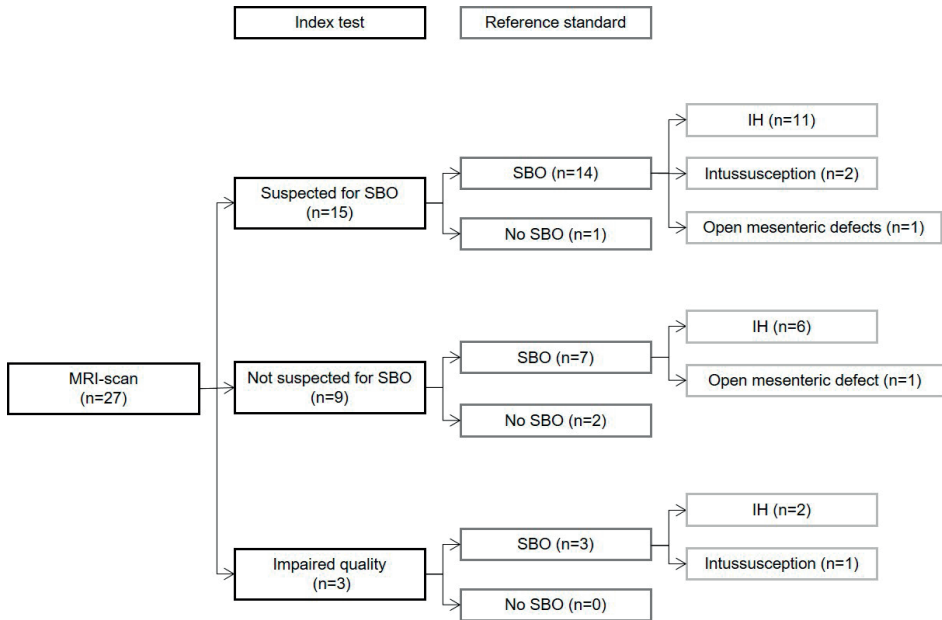 Index test
Reference standard
IH (n=11)
SBO (n=14)
Intussusception (n=2)
Suspected for SBO
(n=15)
No SBO (n=1)
Open mesenteric defects (n=1)
IH (n=6)
SBO (n=7)
MRI-scan
(n=27)
Not suspected for SBO
(n=9)
Open mesenteric defect (n=1)
No SBO (n=2)
IH (n=2)
SBO (n=3)
Impaired quality
(n=3)
Intussusception (n=1)
No SBO (n=0)